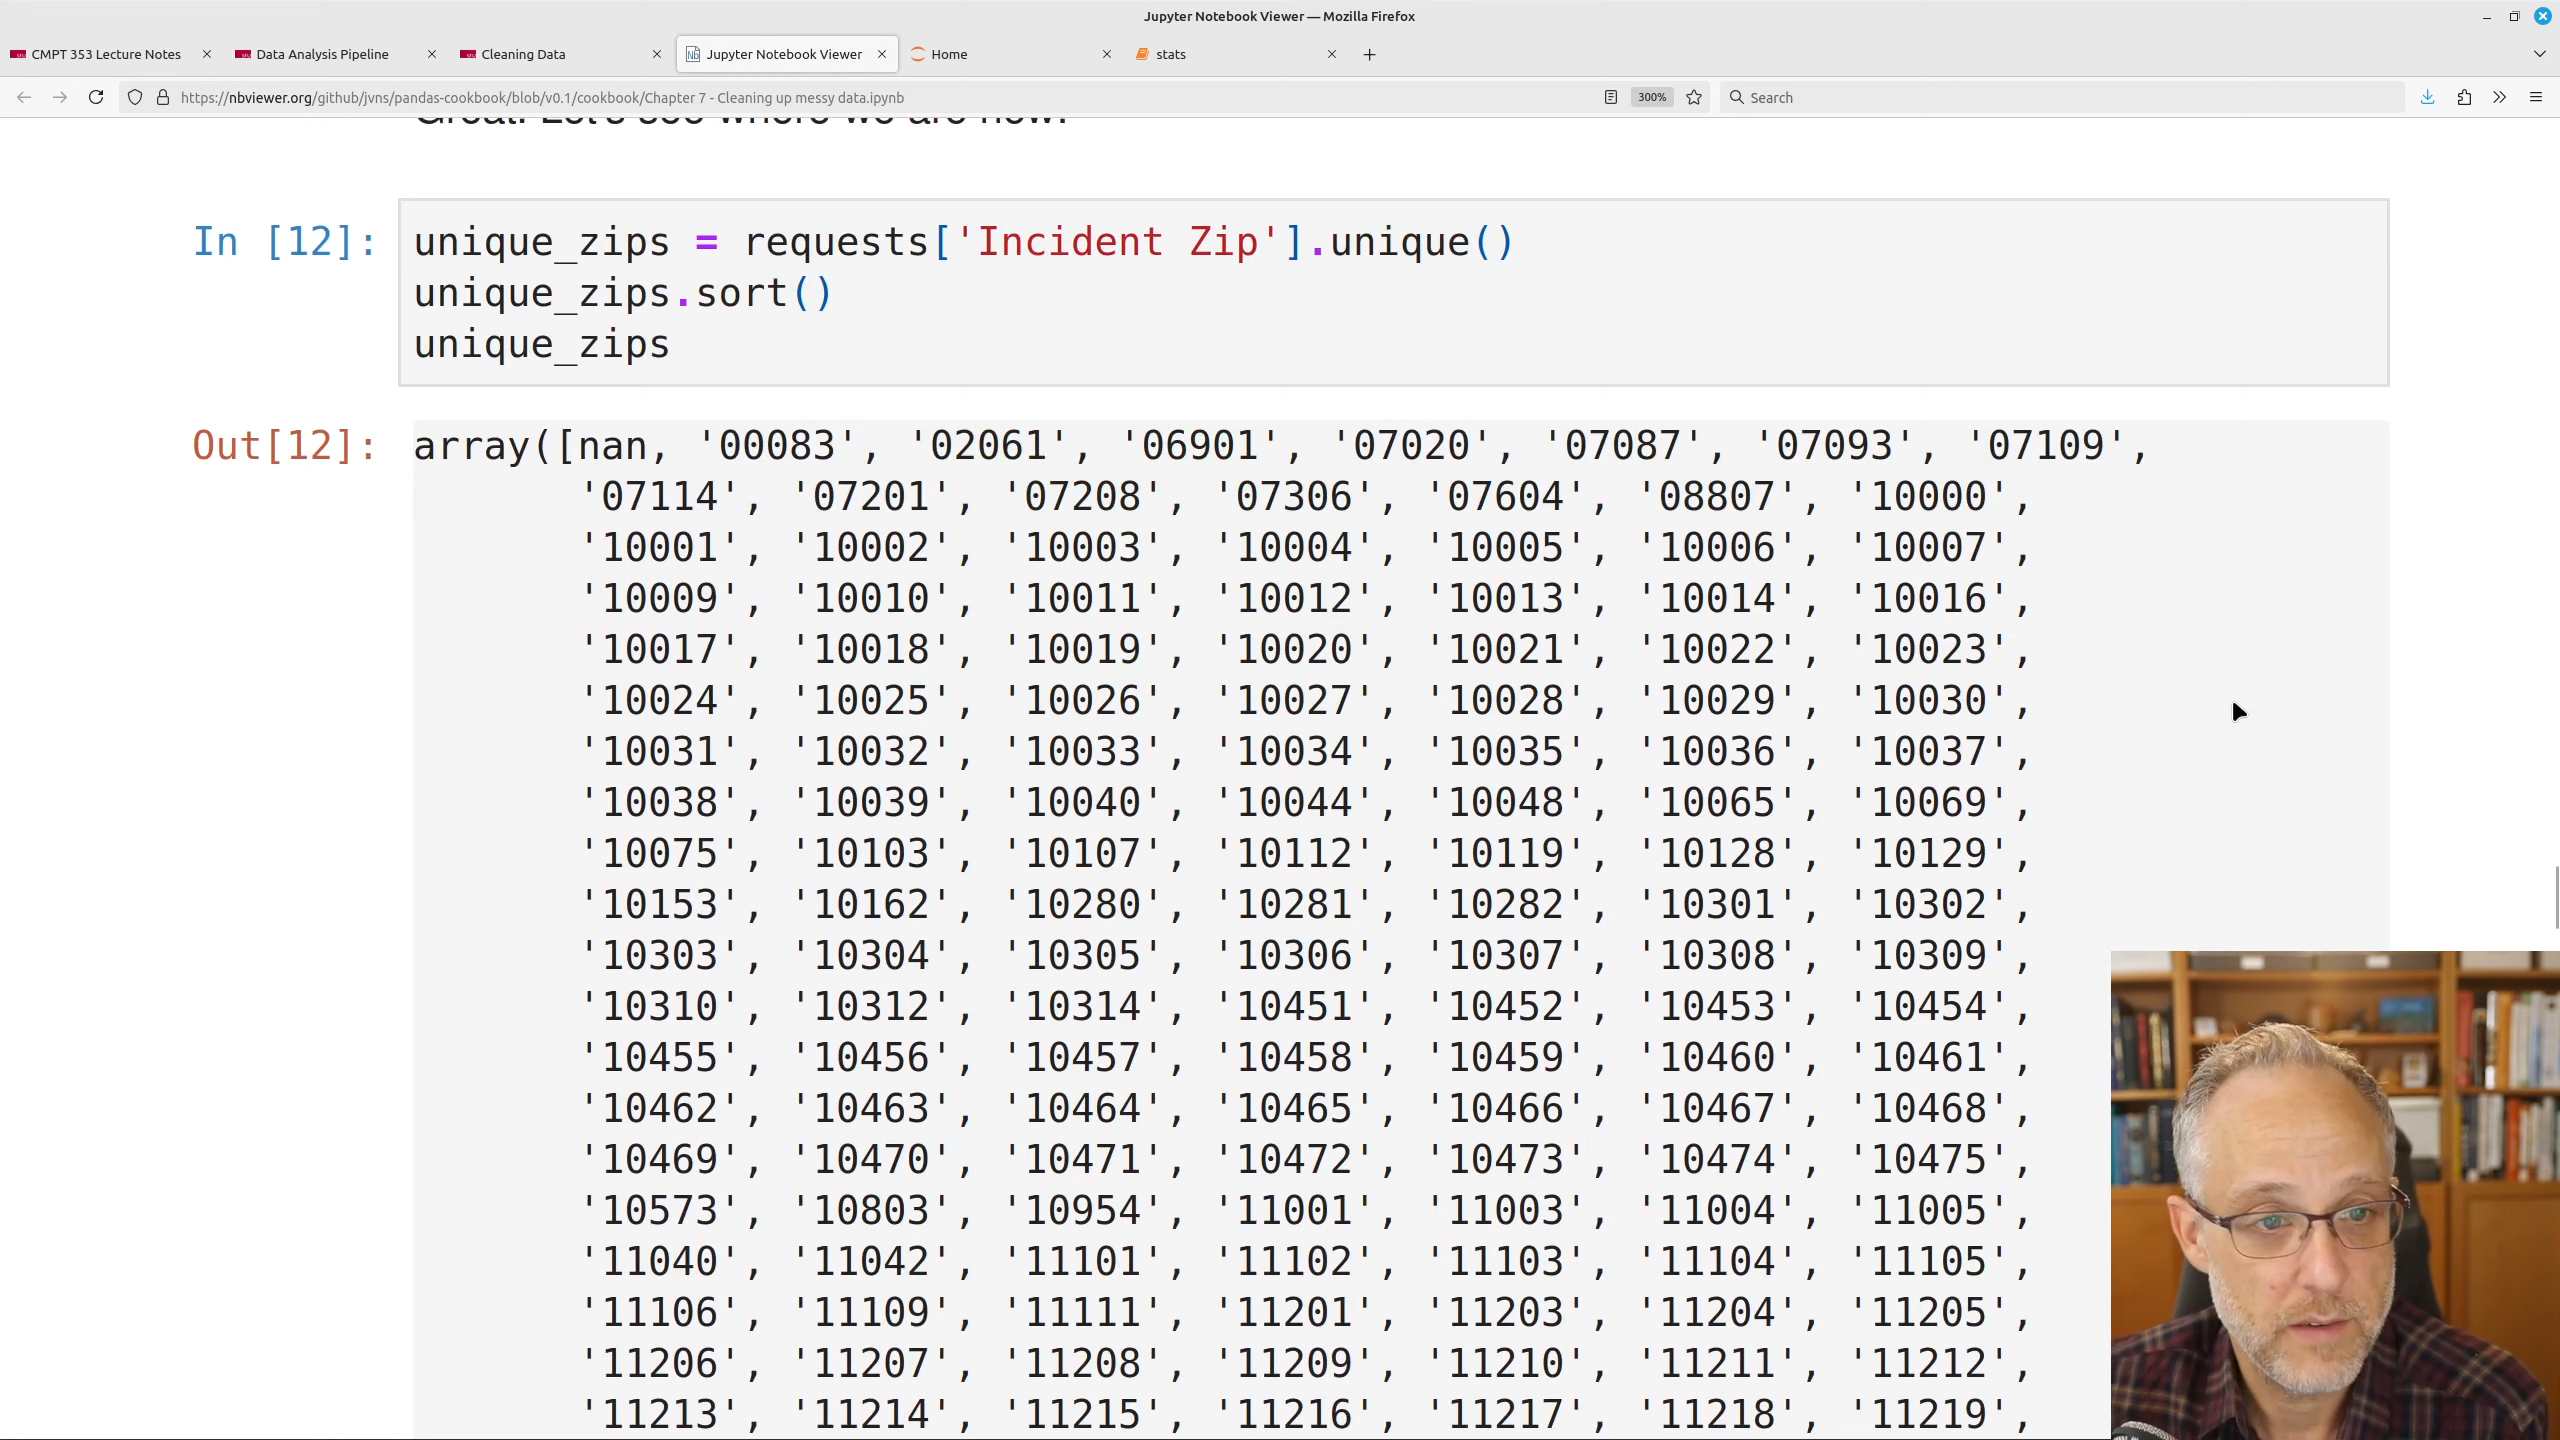 Jupyter Notebook Viewer — Mozilla Firefox
CMPT 353 Lecture Notes
Data Analysis Pipeline
Cleaning Data
Jupyter Notebook Viewer
Home
stats
https://nbviewer.org/github/jvns/pandas-cookbook/blob/v0.1/cookbook/Chapter 7 - Cleaning up messy data.ipynb
300%
Search
Great! Let's see where we are now:
In [12]:
unique_zips = requests['Incident Zip'].unique()
unique_zips.sort()
unique_zips
Out[12]:
array([nan, '00083', '02061', '06901', '07020', '07087', '07093', '07109',
'07114', '07201', '07208', '07306', '07604', '08807', '10000',
'10001', '10002', '10003', '10004', '10005', '10006', '10007',
'10009', '10010', '10011', '10012', '10013', '10014', '10016',
'10017', '10018', '10019', '10020', '10021', '10022', '10023',
'10024', '10025', '10026', '10027', '10028', '10029', '10030',
'10031', '10032', '10033', '10034', '10035', '10036', '10037',
'10038', '10039', '10040', '10044', '10048', '10065', '10069',
'10075', '10103', '10107', '10112', '10119', '10128', '10129',
'10153', '10162', '10280', '10281', '10282', '10301', '10302',
'10303', '10304', '10305', '10306', '10307', '10308', '10309',
'10310', '10312', '10314', '10451', '10452', '10453', '10454',
'10455', '10456', '10457', '10458', '10459', '10460', '10461',
'10462', '10463', '10464', '10465', '10466', '10467', '10468',
'10469', '10470', '10471', '10472', '10473', '10474', '10475',
'10573', '10803', '10954', '11001', '11003', '11004', '11005',
'11040', '11042', '11101', '11102', '11103', '11104', '11105',
'11106', '11109', '11111', '11201', '11203', '11204', '11205',
'11206', '11207', '11208', '11209', '11210', '11211', '11212',
'11213', '11214', '11215', '11216', '11217', '11218', '11219',